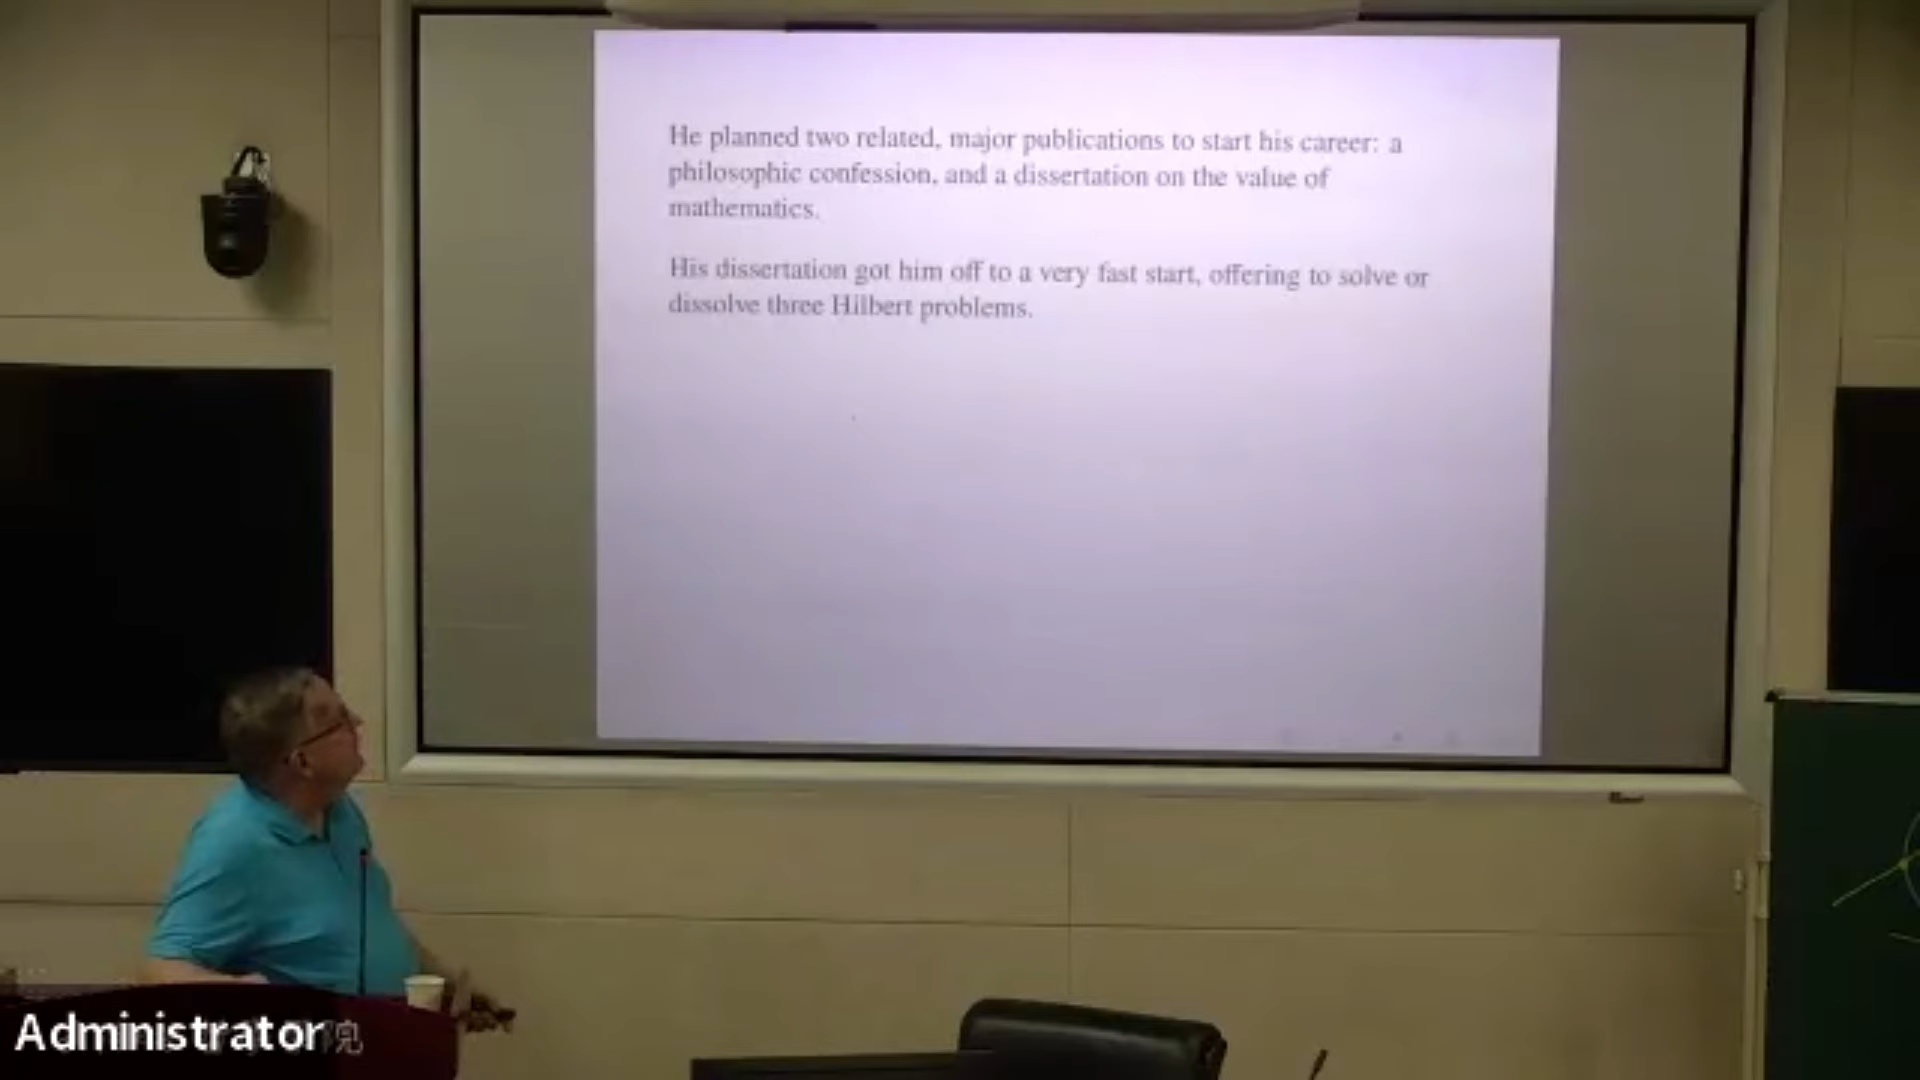 He planned two related, major publications to start his career: a
philosophic confession, and a dissertation on the value of
mathematics.
His dissertation got him off to a very fast start, offering to solve or
dissolve three Hilbert problems.
Administrator